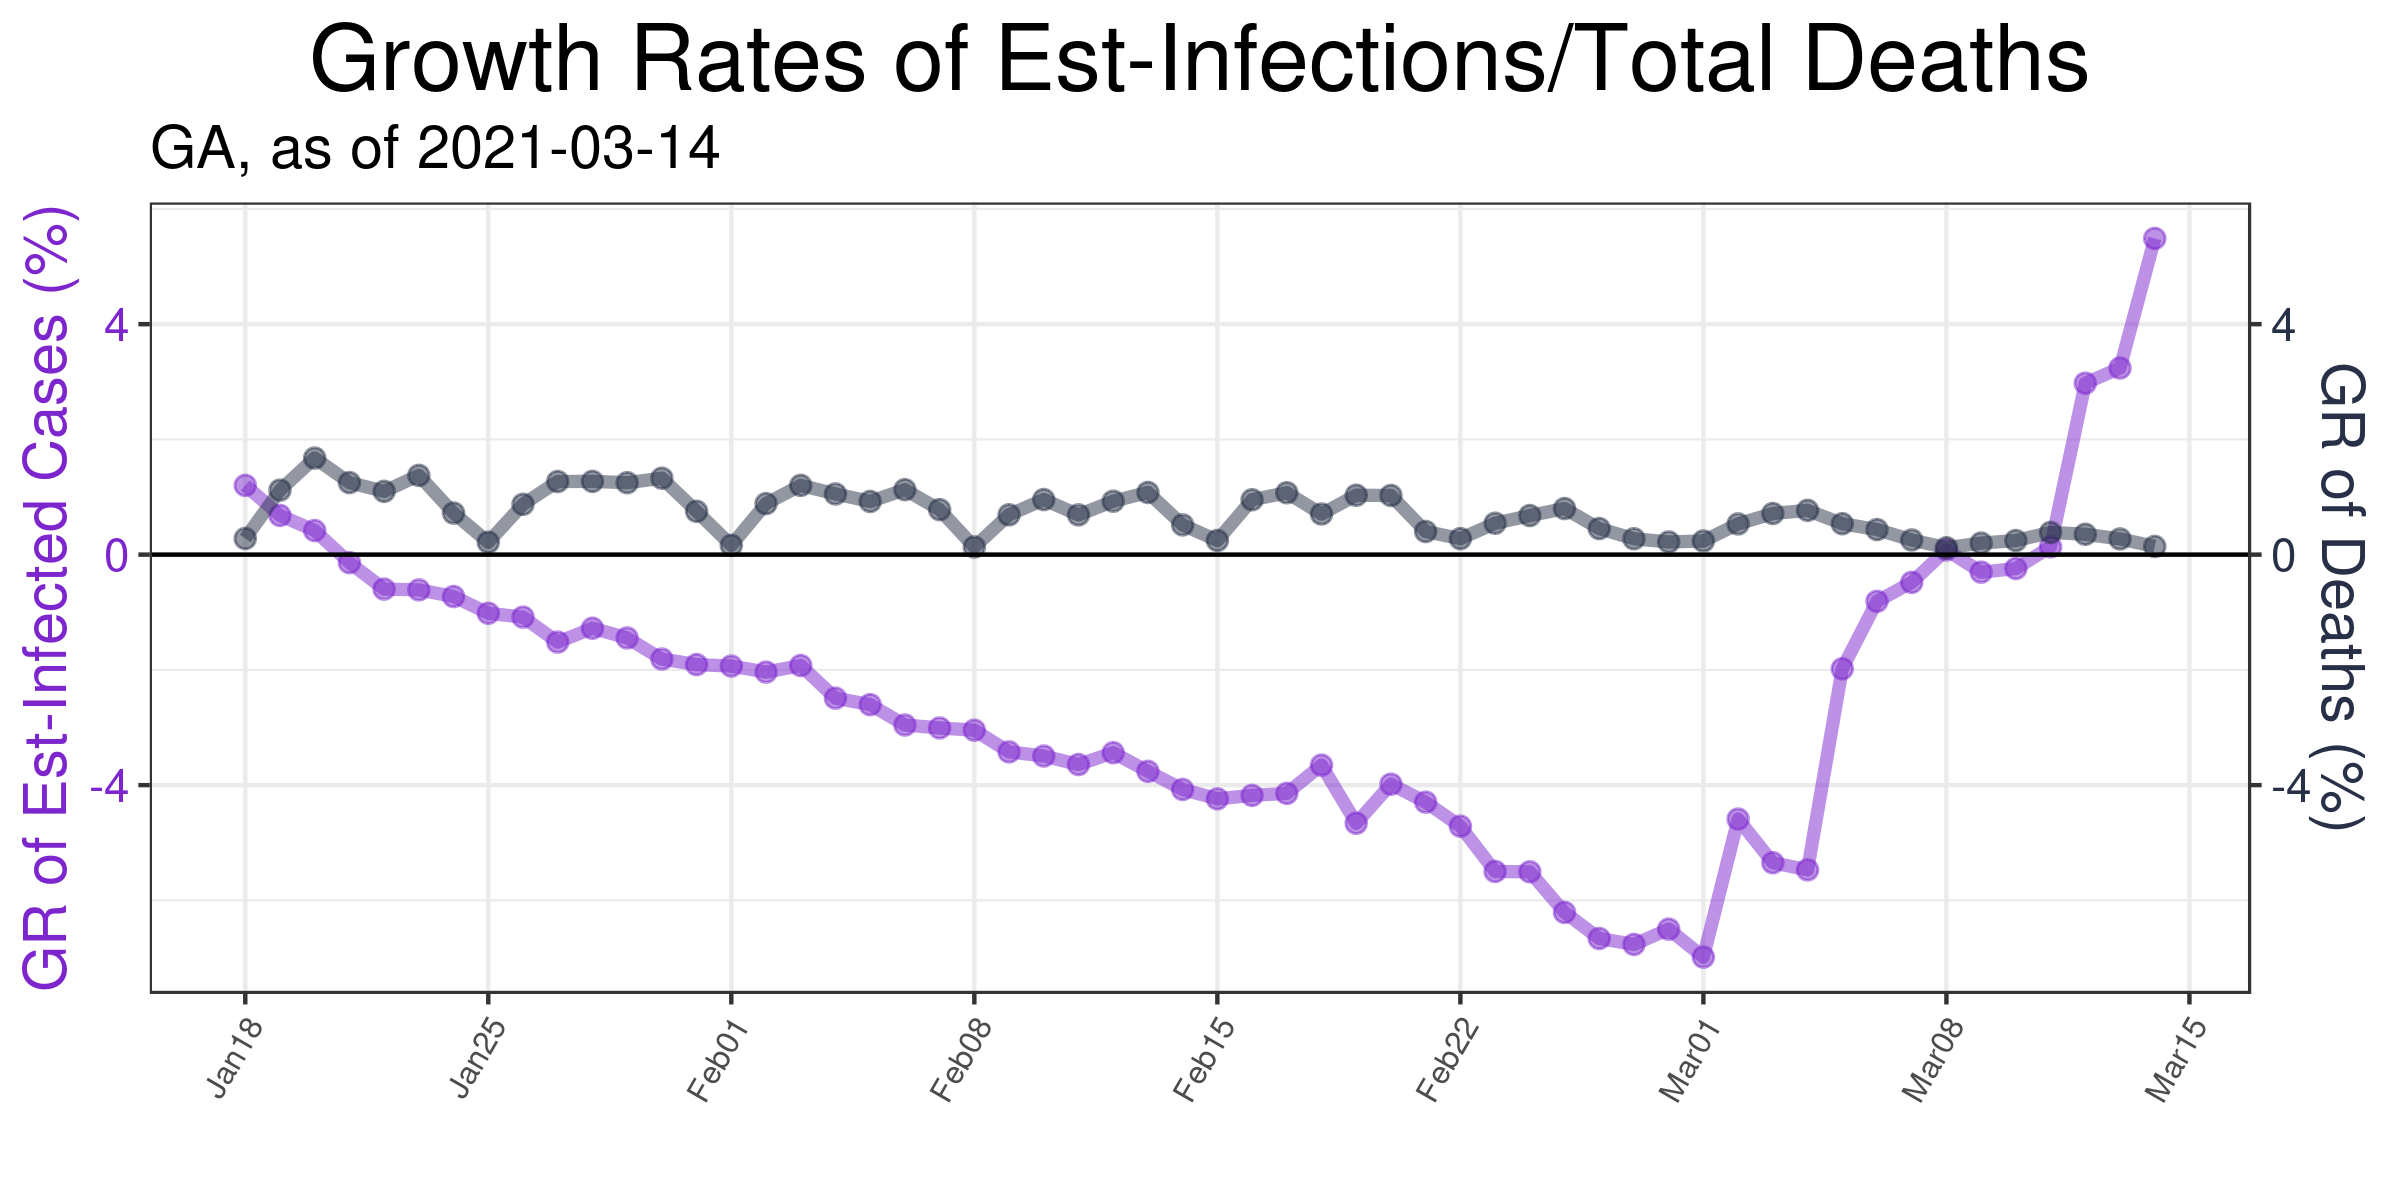 Growth Rates of Est-Infections/Total Deaths
GA, as of 2021-03-14
GR of Est-Infected Cases (%)
4
0
-4
4
0
-4
GR of Deaths (%)
Jan18
Jan25
Feb01
Feb08
Feb15
Feb22
Mar01
Mar08
Mar15